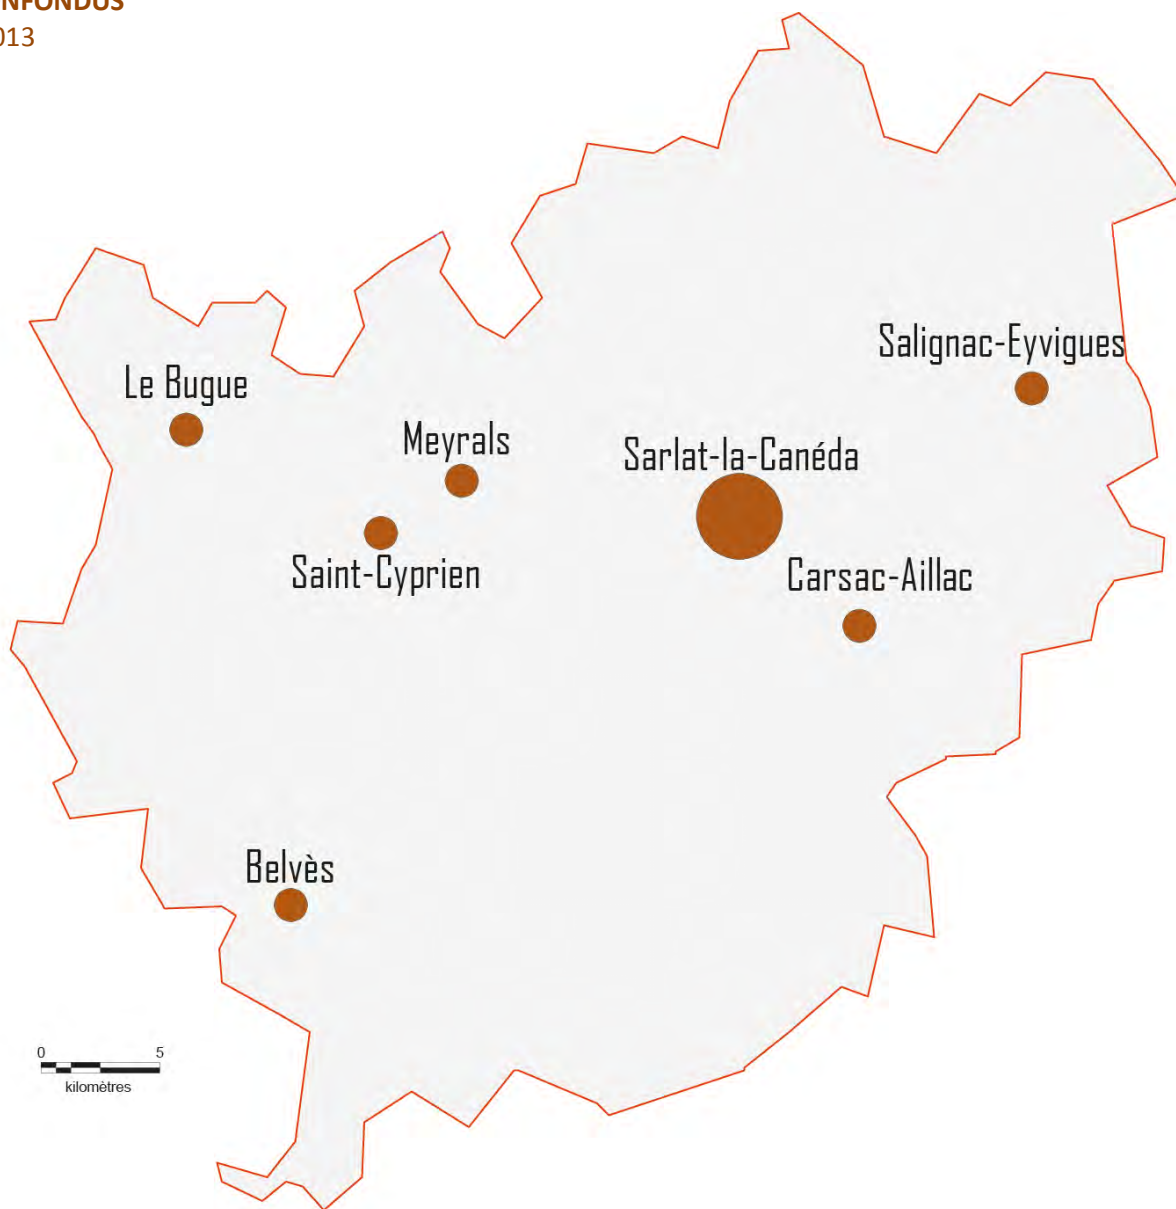 NFONDUS
013
Salignac-Eyvigues
Le Bugue
Meyrals
Sarlat-la-Canéda
Saint-Cyprien
Carsac-Aillac
Belvès
0 5
kilomètres